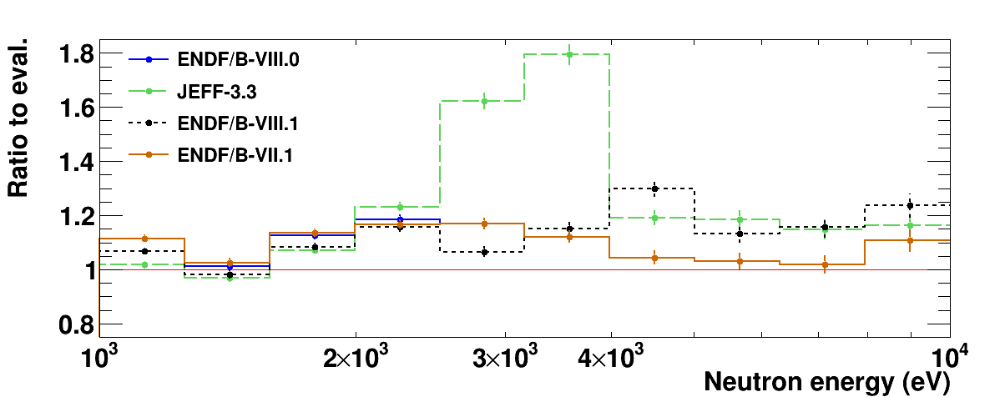 Ratio to eval.
1.8
1.6
1.4
1.2
1
0.8
ENDF/B-VIII.0
JEFF-3.3
ENDF/B-VIII.1
ENDF/B-VII.1
10³ 2×10³ 3×10³ 4×10³ 10⁴
Neutron energy (eV)